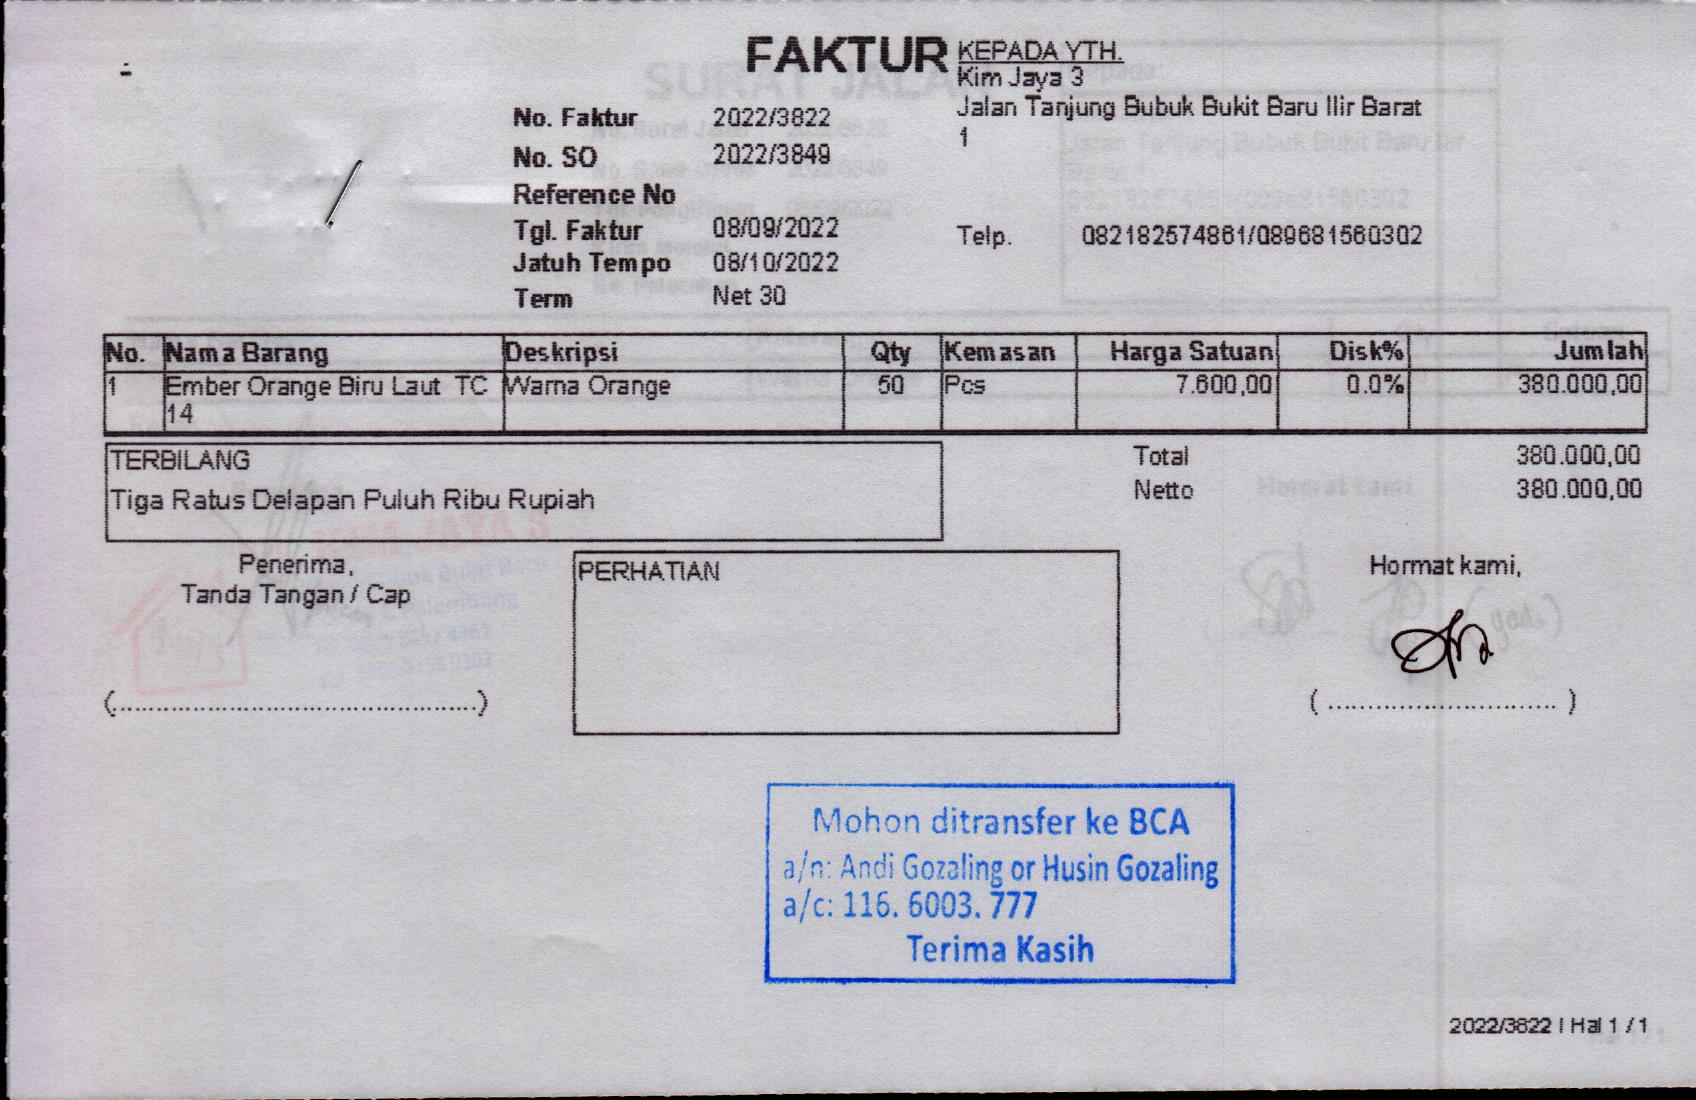 FAKTUR
KEPADA YTH.
Kim Jaya 3
Jalan Tanjung Bubuk Bukit Baru Ilir Barat
1
No. Faktur 2022/3822
No. SO 2022/3849
Reference No
Tgl. Faktur 08/09/2022
Telp. 082182574861/089681560302
Jatuh Tempo 08/10/2022
Term Net 30
No. Nama Barang Deskripsi Qty Kemasan Harga Satuan Disk% Jumlah
1 Ember Orange Biru Laut TC Warna Orange 50 Pcs 7.600,00 0.0% 380.000,00
14
TERBILANG
Tiga Ratus Delapan Puluh Ribu Rupiah
Total 380.000,00
Netto 380.000,00
Penerima,
Tanda Tangan / Cap
PERHATIAN
Hormat kami,
(..............................................)
( ............................. )
Mohon ditransfer ke BCA
a/n: Andi Gozaling or Husin Gozaling
a/c: 116. 6003. 777
Terima Kasih
2022/3822 | Hal 1 / 1